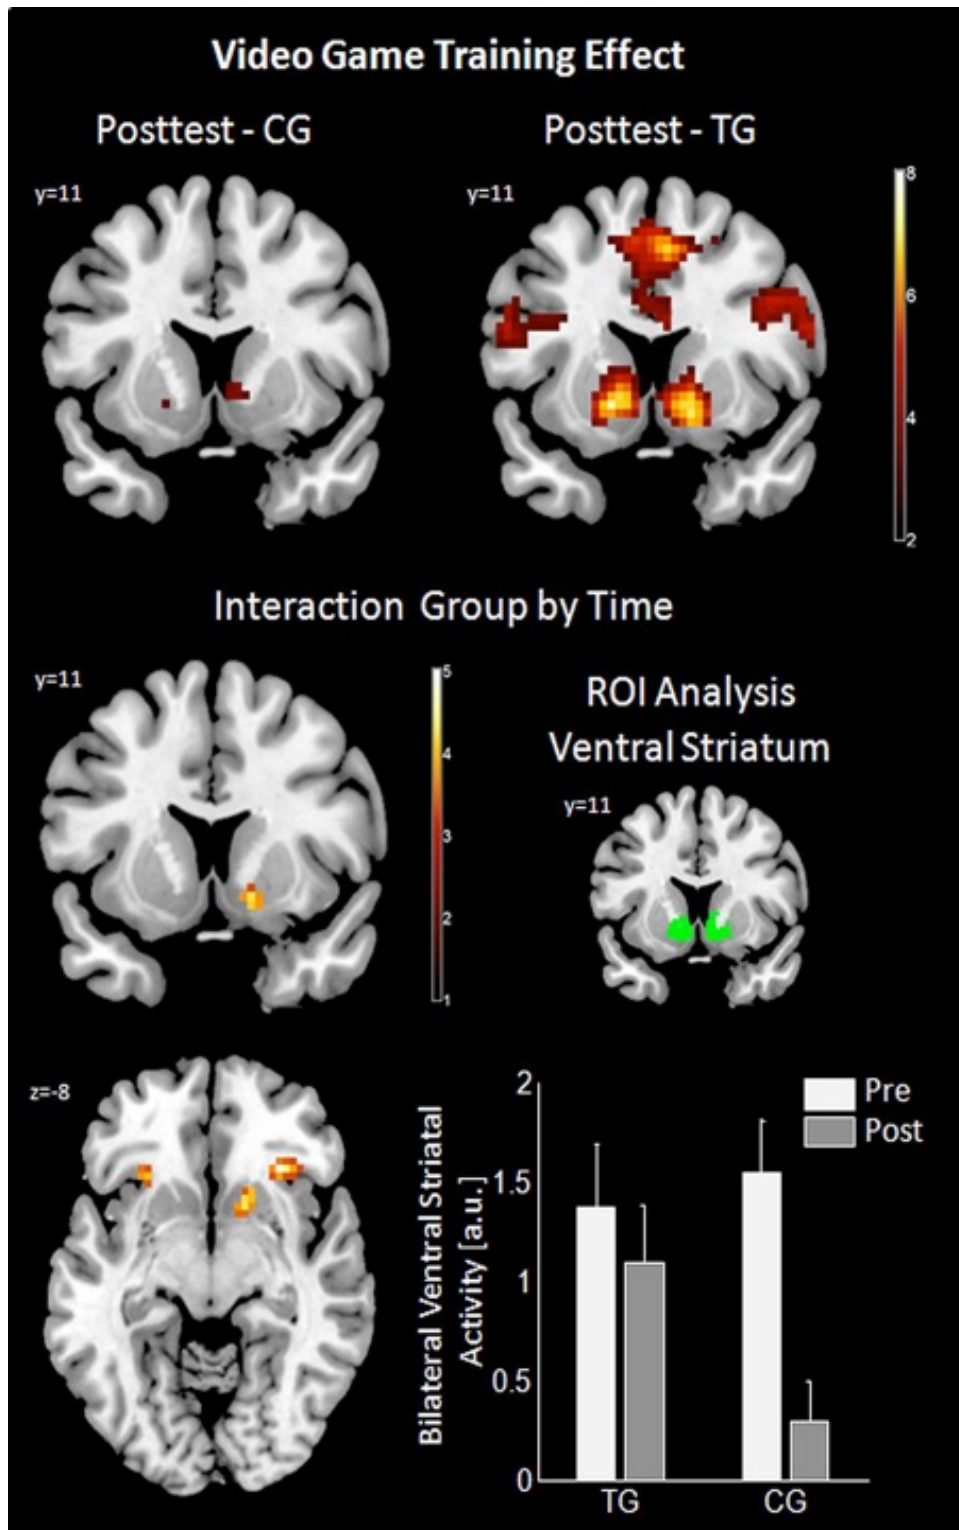 Video Game Training Effect
Posttest - CG
Posttest - TG
y=11
y=11
8
6
4
2
Interaction Group by Time
y=11
5
4
3
2
1
ROI Analysis
Ventral Striatum
y=11
z=-8
Bilateral Ventral Striatal
Activity [a.u.]
2
1.5
1
0.5
0
Pre
Post
TG
CG